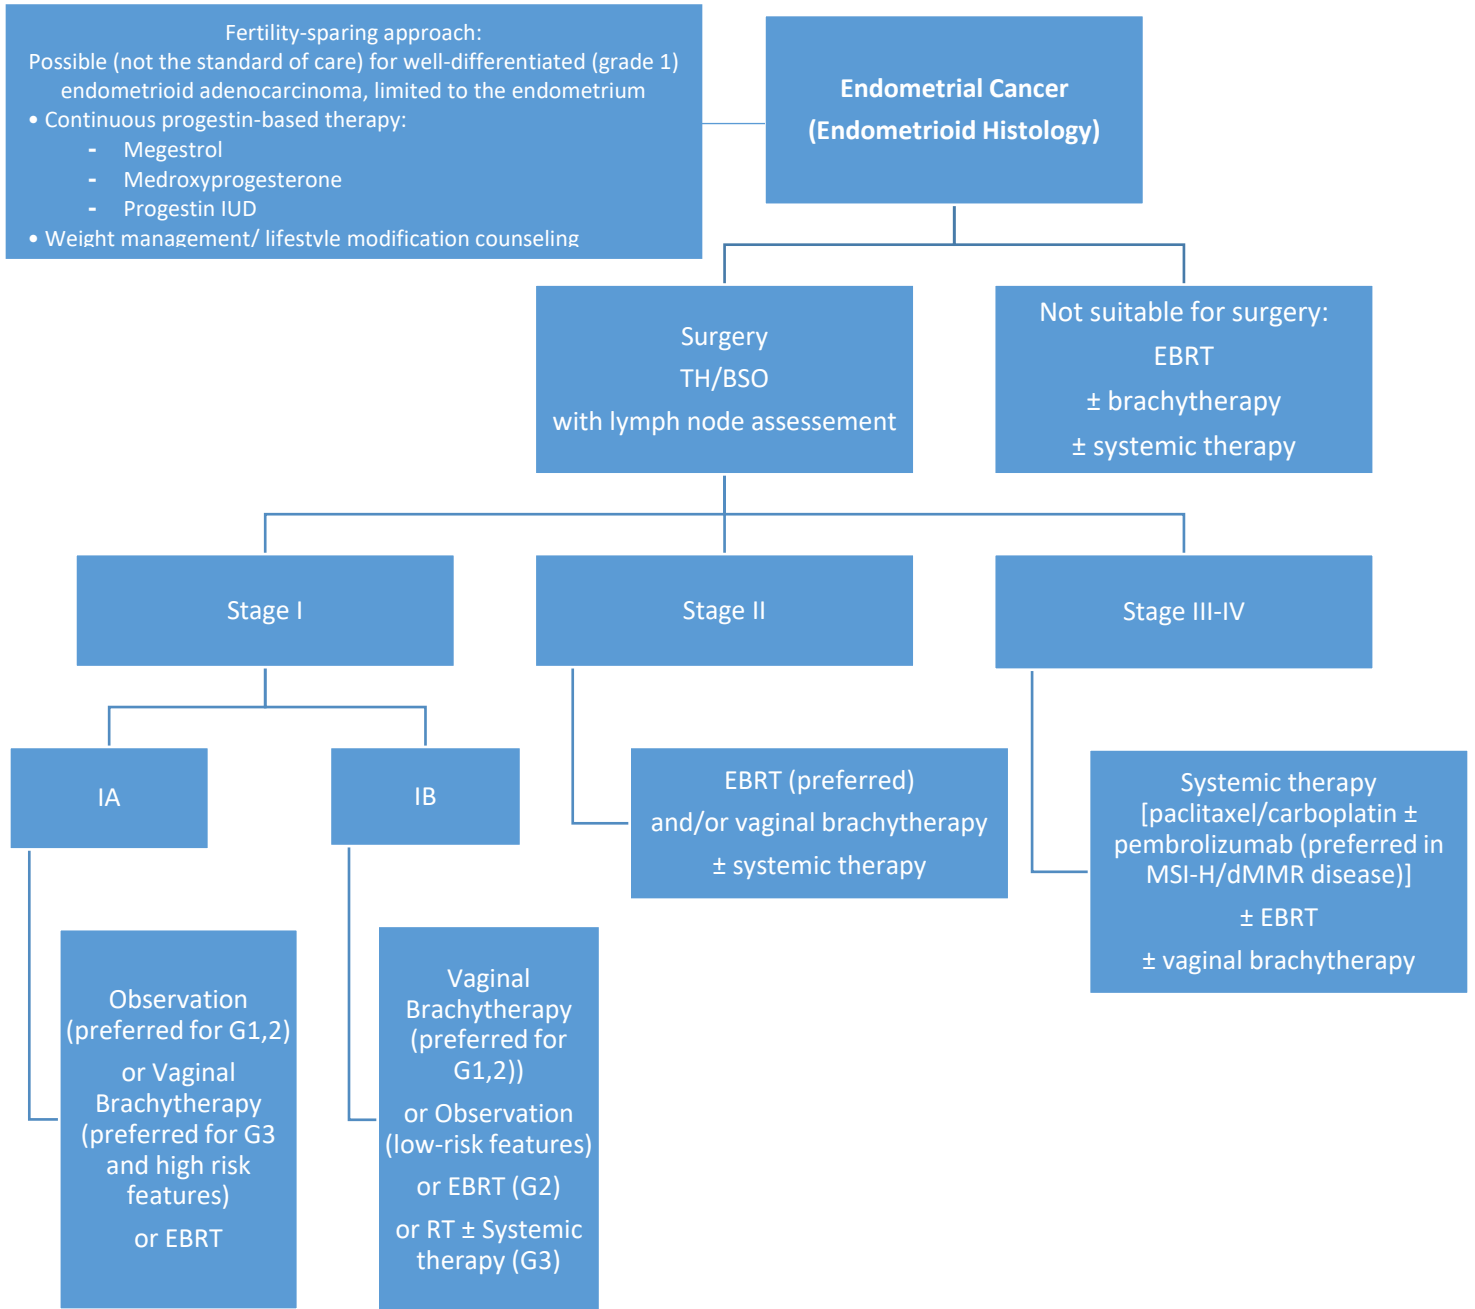 Fertility-sparing approach:
Possible (not the standard of care) for well-differentiated (grade 1)
endometrioid adenocarcinoma, limited to the endometrium
• Continuous progestin-based therapy:
- Megestrol
- Medroxyprogesterone
- Progestin IUD
• Weight management/ lifestyle modification counseling
Endometrial Cancer
(Endometrioid Histology)
Surgery
TH/BSO
with lymph node assessement
Not suitable for surgery:
EBRT
± brachytherapy
± systemic therapy
Stage I
Stage II
Stage III-IV
IA
IB
EBRT (preferred)
and/or vaginal brachytherapy
± systemic therapy
Systemic therapy
[paclitaxel/carboplatin ±
pembrolizumab (preferred in
MSI-H/dMMR disease)]
± EBRT
± vaginal brachytherapy
Observation
(preferred for G1,2)
or Vaginal
Brachytherapy
(preferred for G3
and high risk
features)
or EBRT
Vaginal
Brachytherapy
(preferred for
G1,2))
or Observation
(low-risk features)
or EBRT (G2)
or RT ± Systemic
therapy (G3)